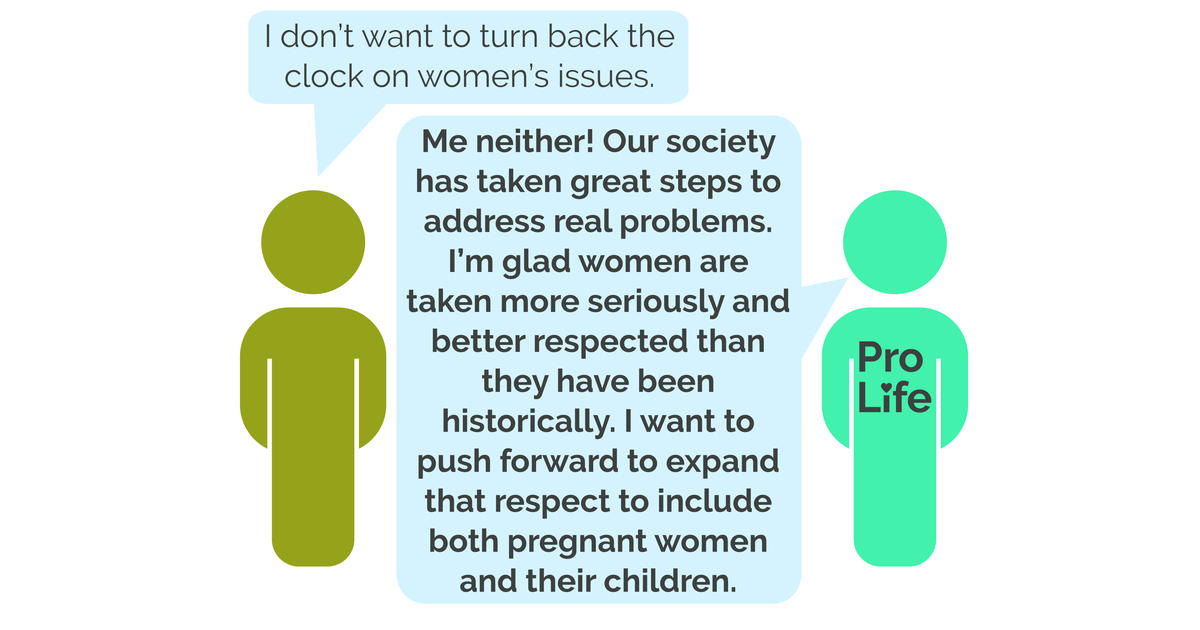 I don’t want to turn back the
clock on women’s issues.
Me neither! Our society
has taken great steps to
address real problems.
I’m glad women are
taken more seriously and
better respected than
they have been
historically. I want to
push forward to expand
that respect to include
both pregnant women
and their children.
Pro
Life